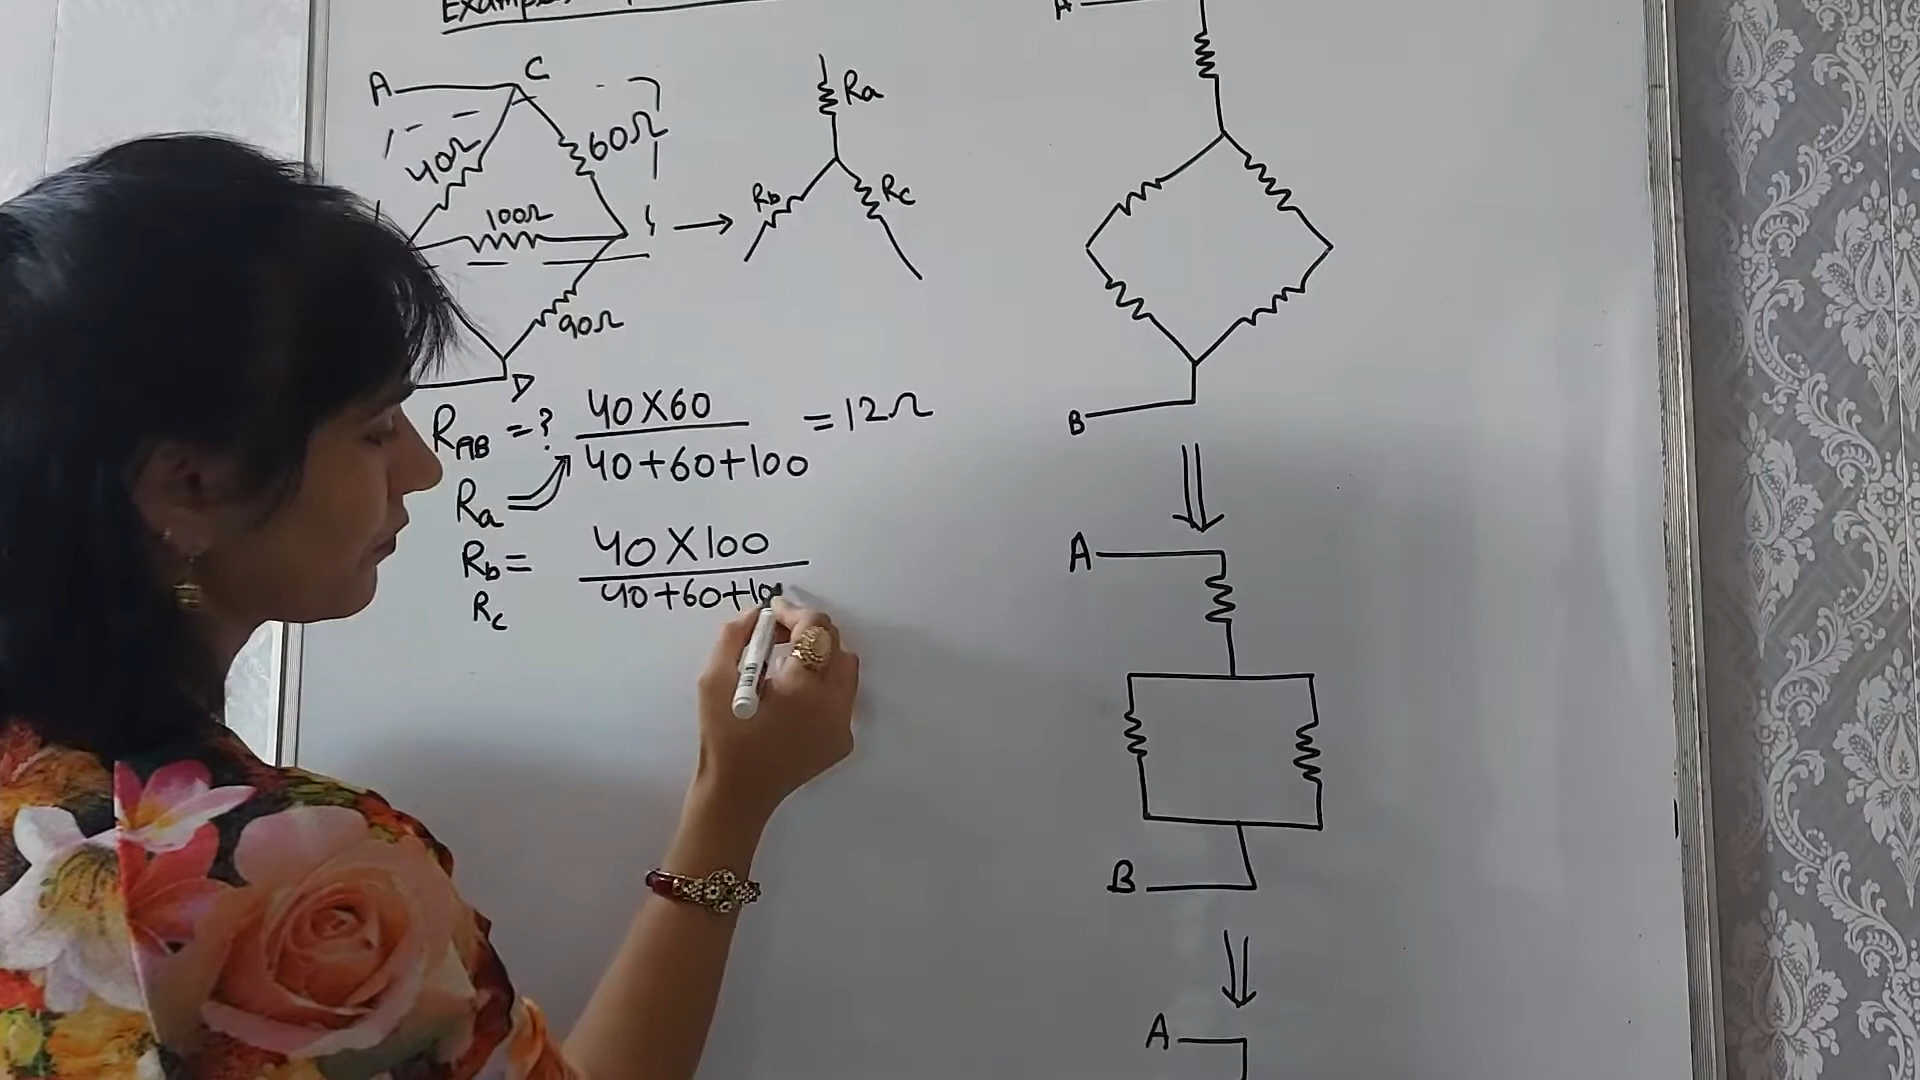 A
C
40Ω
60Ω
100Ω
90Ω
D
Ra
Rb
Rc
RAB = ?
40 X 60
40 + 60 + 100
= 12Ω
Ra
Rb =
40 X 100
40 + 60 + 10
Rc
A
B
A
B
A